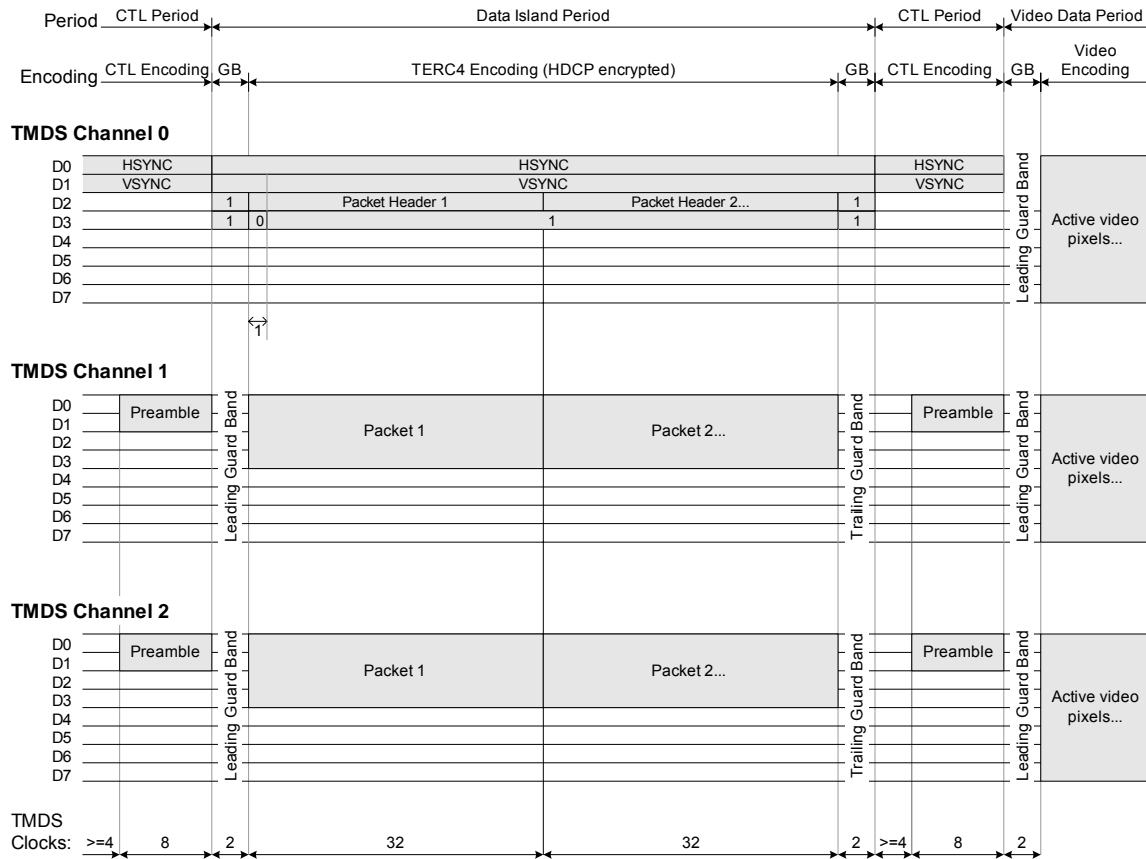 Period CTL Period Data Island Period CTL Period Video Data Period
Encoding CTL Encoding GB TERC4 Encoding (HDCP encrypted) GB CTL Encoding GB Video Encoding
TMDS Channel 0
D0 HSYNC HSYNC HSYNC
D1 VSYNC VSYNC VSYNC
D2 1 Packet Header 1 Packet Header 2... 1
D3 1 0 1 1
D4
D5
D6
D7
Leading Guard Band
Active video
pixels...
1
TMDS Channel 1
D0
D1
D2
D3
D4
D5
D6
D7
Preamble
Leading Guard Band
Packet 1
Packet 2...
Trailing Guard Band
Preamble
Leading Guard Band
Active video
pixels...
TMDS Channel 2
D0
D1
D2
D3
D4
D5
D6
D7
Preamble
Leading Guard Band
Packet 1
Packet 2...
Trailing Guard Band
Preamble
Leading Guard Band
Active video
pixels...
TMDS
Clocks: >=4 8 2 32 32 2 >=4 8 2